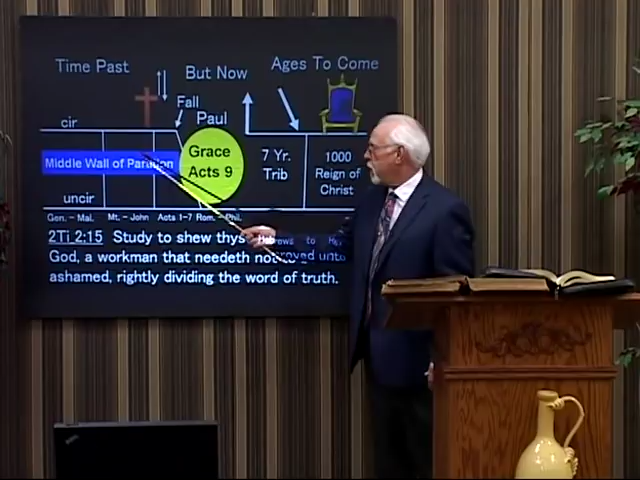 Time Past
But Now
Ages To Come
Fall
Paul
cir
Grace
Acts 9
Middle Wall of Partition
7 Yr.
Trib
1000
Reign of
Christ
uncir
Gen. - Mal. Mt. - John Acts 1-7 Rom. - Phil. Hebrews to
2Ti 2:15 Study to shew
God, a workman that needeth not unto
ashamed, rightly dividing the word of truth.